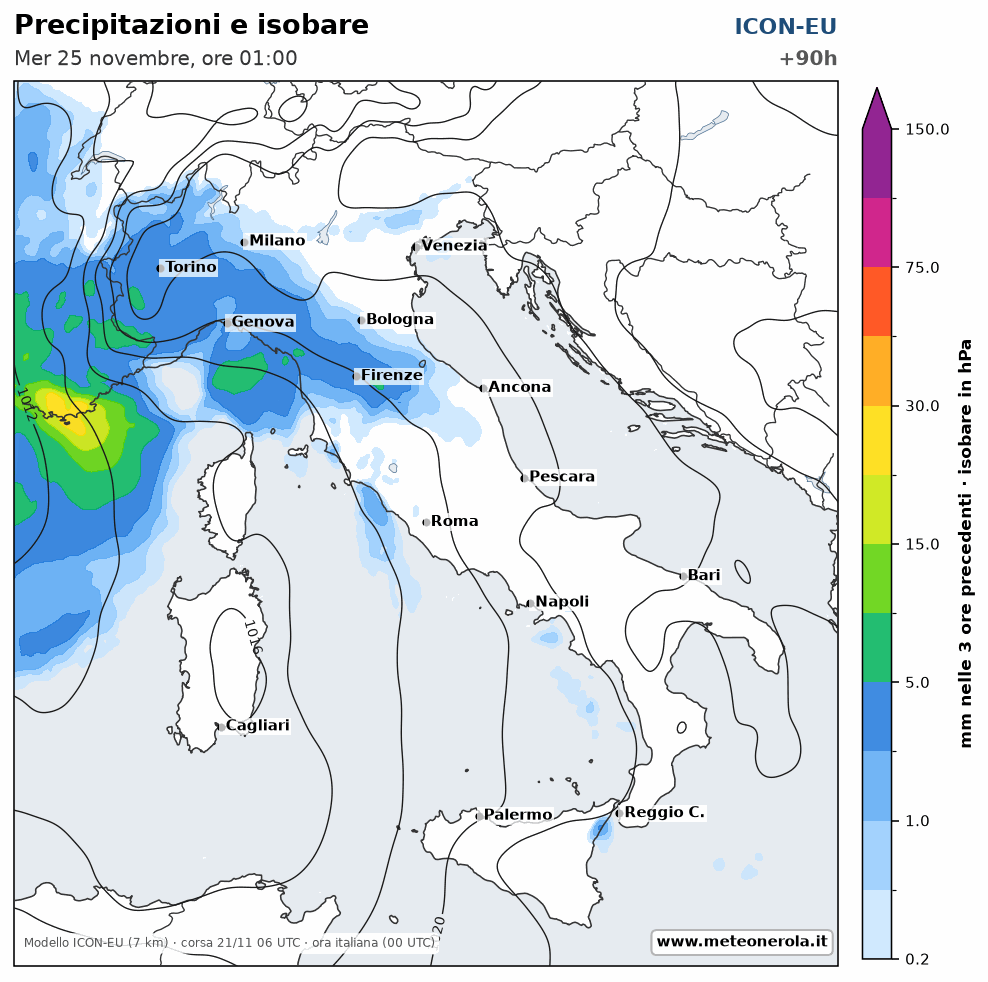 Precipitazioni e isobare
ICON-EU
Mer 25 novembre, ore 01:00
+90h
150.0
75.0
30.0
15.0
5.0
1.0
0.2
mm nelle 3 ore precedenti · isobare in hPa
Milano
Venezia
Torino
Bologna
Genova
Firenze
Ancona
1012
Pescara
Roma
Bari
Napoli
1016
Cagliari
Palermo
Reggio C.
Modello ICON-EU (7 km) · corsa 21/11 06 UTC · ora italiana (00 UTC)
www.meteonerola.it